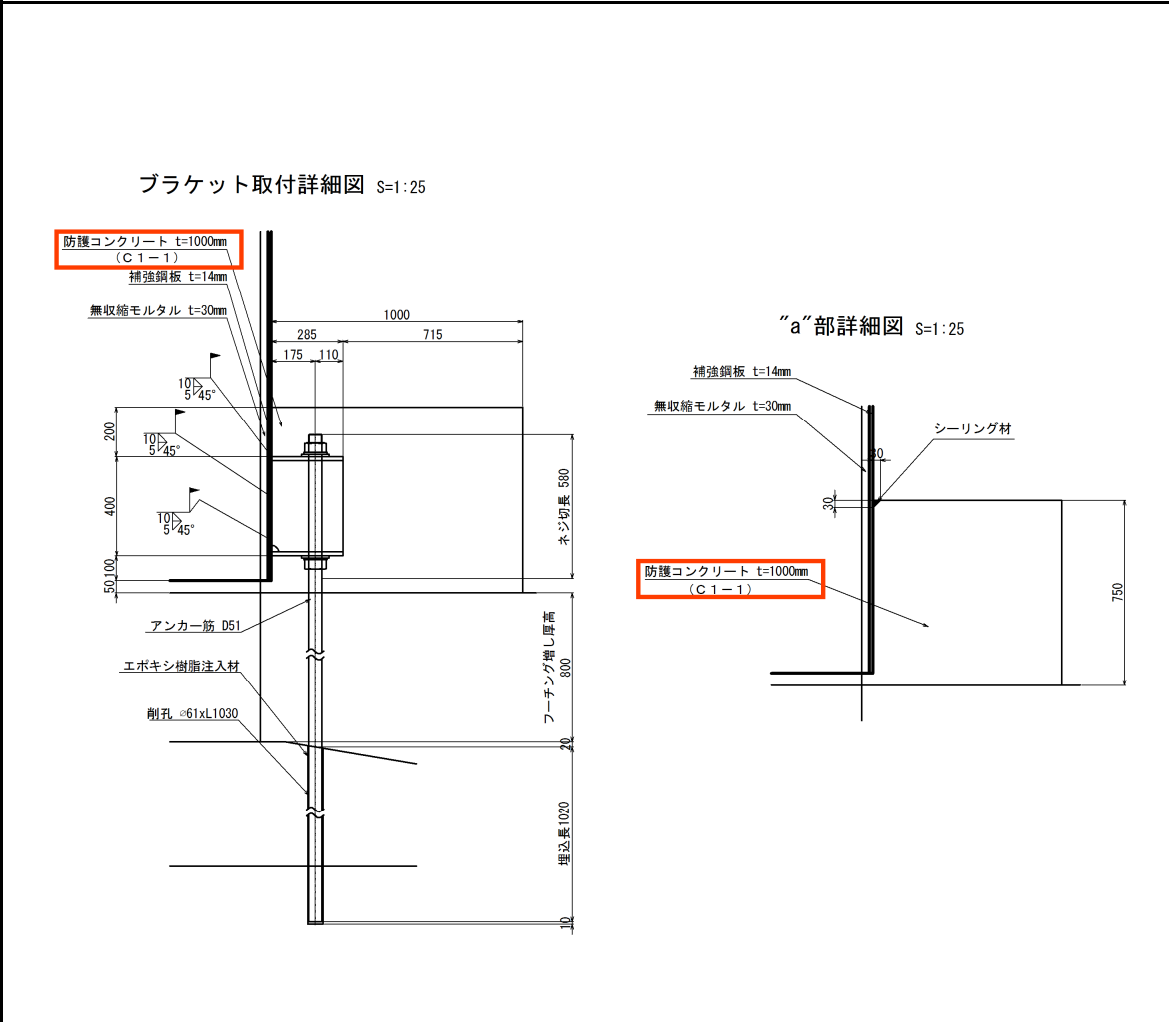 ブラケット取付詳細図 S=1:25
防護コンクリート t=1000mm
(C1-1)
補強鋼板 t=14mm
無収縮モルタル t=30mm
1000
285
715
175
110
10
5
45°
10
5
45°
10
5
45°
200
400
100
50
ネジ切長 580
フーチング増し厚高
800
20
埋込長1020
10
アンカー筋 D51
エポキシ樹脂注入材
削孔 ∅61xL1030
"a"部詳細図 S=1:25
補強鋼板 t=14mm
無収縮モルタル t=30mm
シーリング材
30
30
防護コンクリート t=1000mm
(C1-1)
750